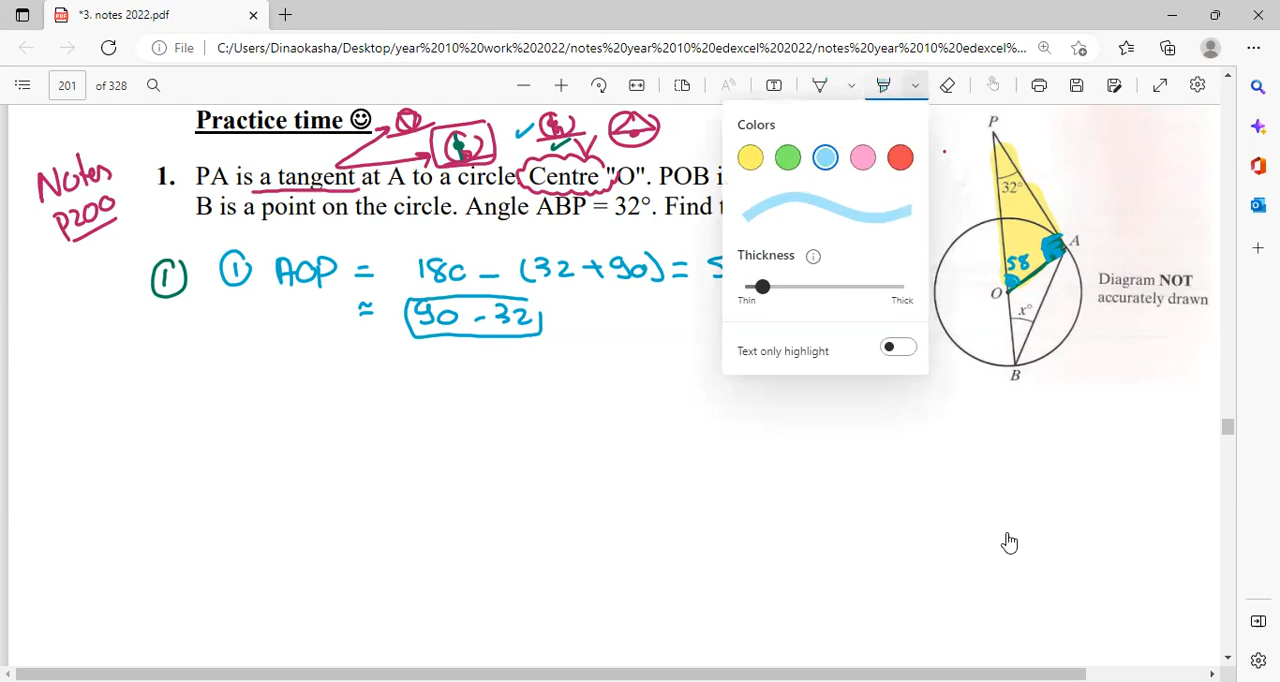 *3. notes 2022.pdf
File
C:/Users/Dinaokasha/Desktop/year%2010%20work%202022/notes%20year%2010%20edexcel%202022/notes%20year%2010%20edexcel%...
201 of 328
Practice time ☺
Notes
P200
1. PA is a tangent at A to a circle Centre "O". POB i
B is a point on the circle. Angle ABP = 32°. Find t
① ① AOP = 180 - (32 + 90) = 5
≈ 90 - 32
Colors
Thickness
Thin Thick
Text only highlight
P
32°
A
58
O
x°
B
Diagram NOT
accurately drawn